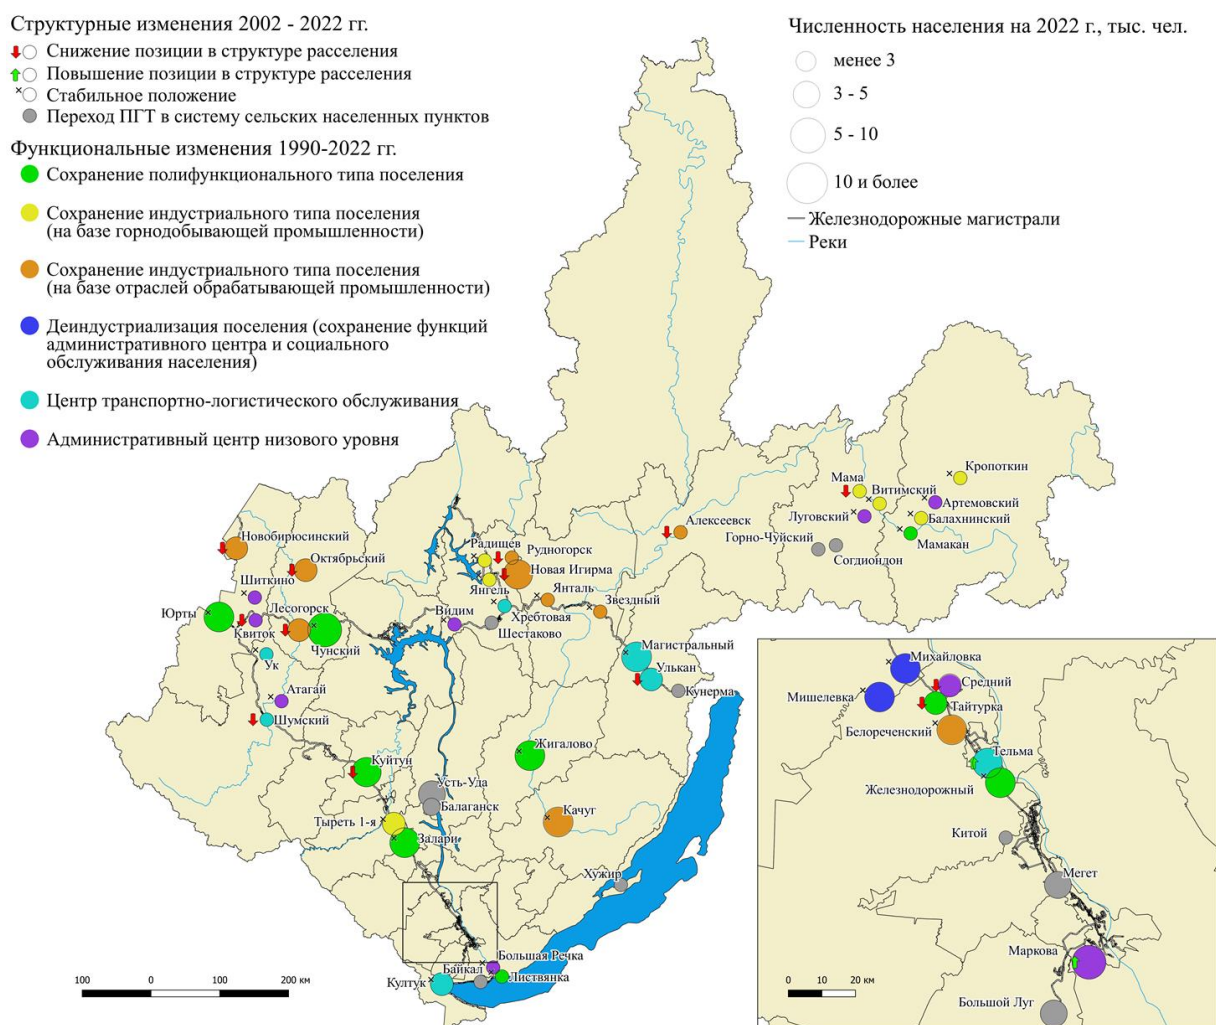 Структурные изменения 2002 - 2022 гг.
Снижение позиции в структуре расселения
Повышение позиции в структуре расселения
Стабильное положение
Переход ПГТ в систему сельских населенных пунктов
Функциональные изменения 1990-2022 гг.
Сохранение полифункционального типа поселения
Сохранение индустриального типа поселения
(на базе горнодобывающей промышленности)
Сохранение индустриального типа поселения
(на базе отраслей обрабатывающей промышленности)
Деиндустриализация поселения (сохранение функций
административного центра и социального
обслуживания населения)
Центр транспортно-логистического обслуживания
Административный центр низового уровня
Численность населения на 2022 г., тыс. чел.
менее 3
3 - 5
5 - 10
10 и более
Железнодорожные магистрали
Реки
Кропоткин
Мама
Витимский
Артемовский
Луговский
Балахнинский
Мамакан
Горно-Чуйский
Согдиондон
Алексеевск
Новобирюсинский
Октябрьский
Шиткино
Юрты
Квиток
Лесогорск
Чунский
Ук
Атагай
Шумский
Радищев
Рудногорск
Новая Игирма
Янгель
Янталь
Звездный
Видим
Хребтовая
Шестаково
Магистральный
Улькан
Кунерма
Жигалово
Куйтун
Усть-Уда
Балаганск
Качуг
Тыреть 1-я
Залари
Хужир
Большая Речка
Байкал
Листвянка
Култук
Михайловка
Средний
Мишелевка
Тайтурка
Белореченский
Тельма
Железнодорожный
Китой
Мегет
Маркова
Большой Луг
100 0 100 200 км
10 0 10 20 км